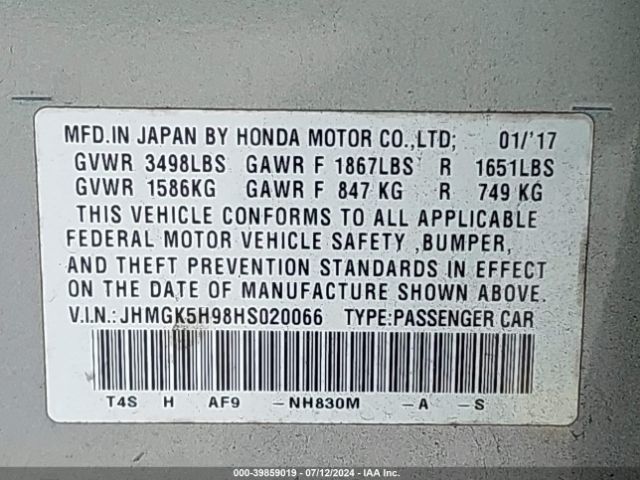 MFD.IN JAPAN BY HONDA MOTOR CO.,LTD; 01/'17
GVWR 3498LBS GAWR F 1867LBS R 1651LBS
GVWR 1586KG GAWR F 847 KG R 749 KG
THIS VEHICLE CONFORMS TO ALL APPLICABLE
FEDERAL MOTOR VEHICLE SAFETY ,BUMPER,
AND THEFT PREVENTION STANDARDS IN EFFECT
ON THE DATE OF MANUFACTURE SHOWN ABOVE.
V.I.N.:JHMGK5H98HS020066 TYPE:PASSENGER CAR
T4S H AF9 -NH830M -A -S
000-39859019 - 07/12/2024 - IAA Inc.